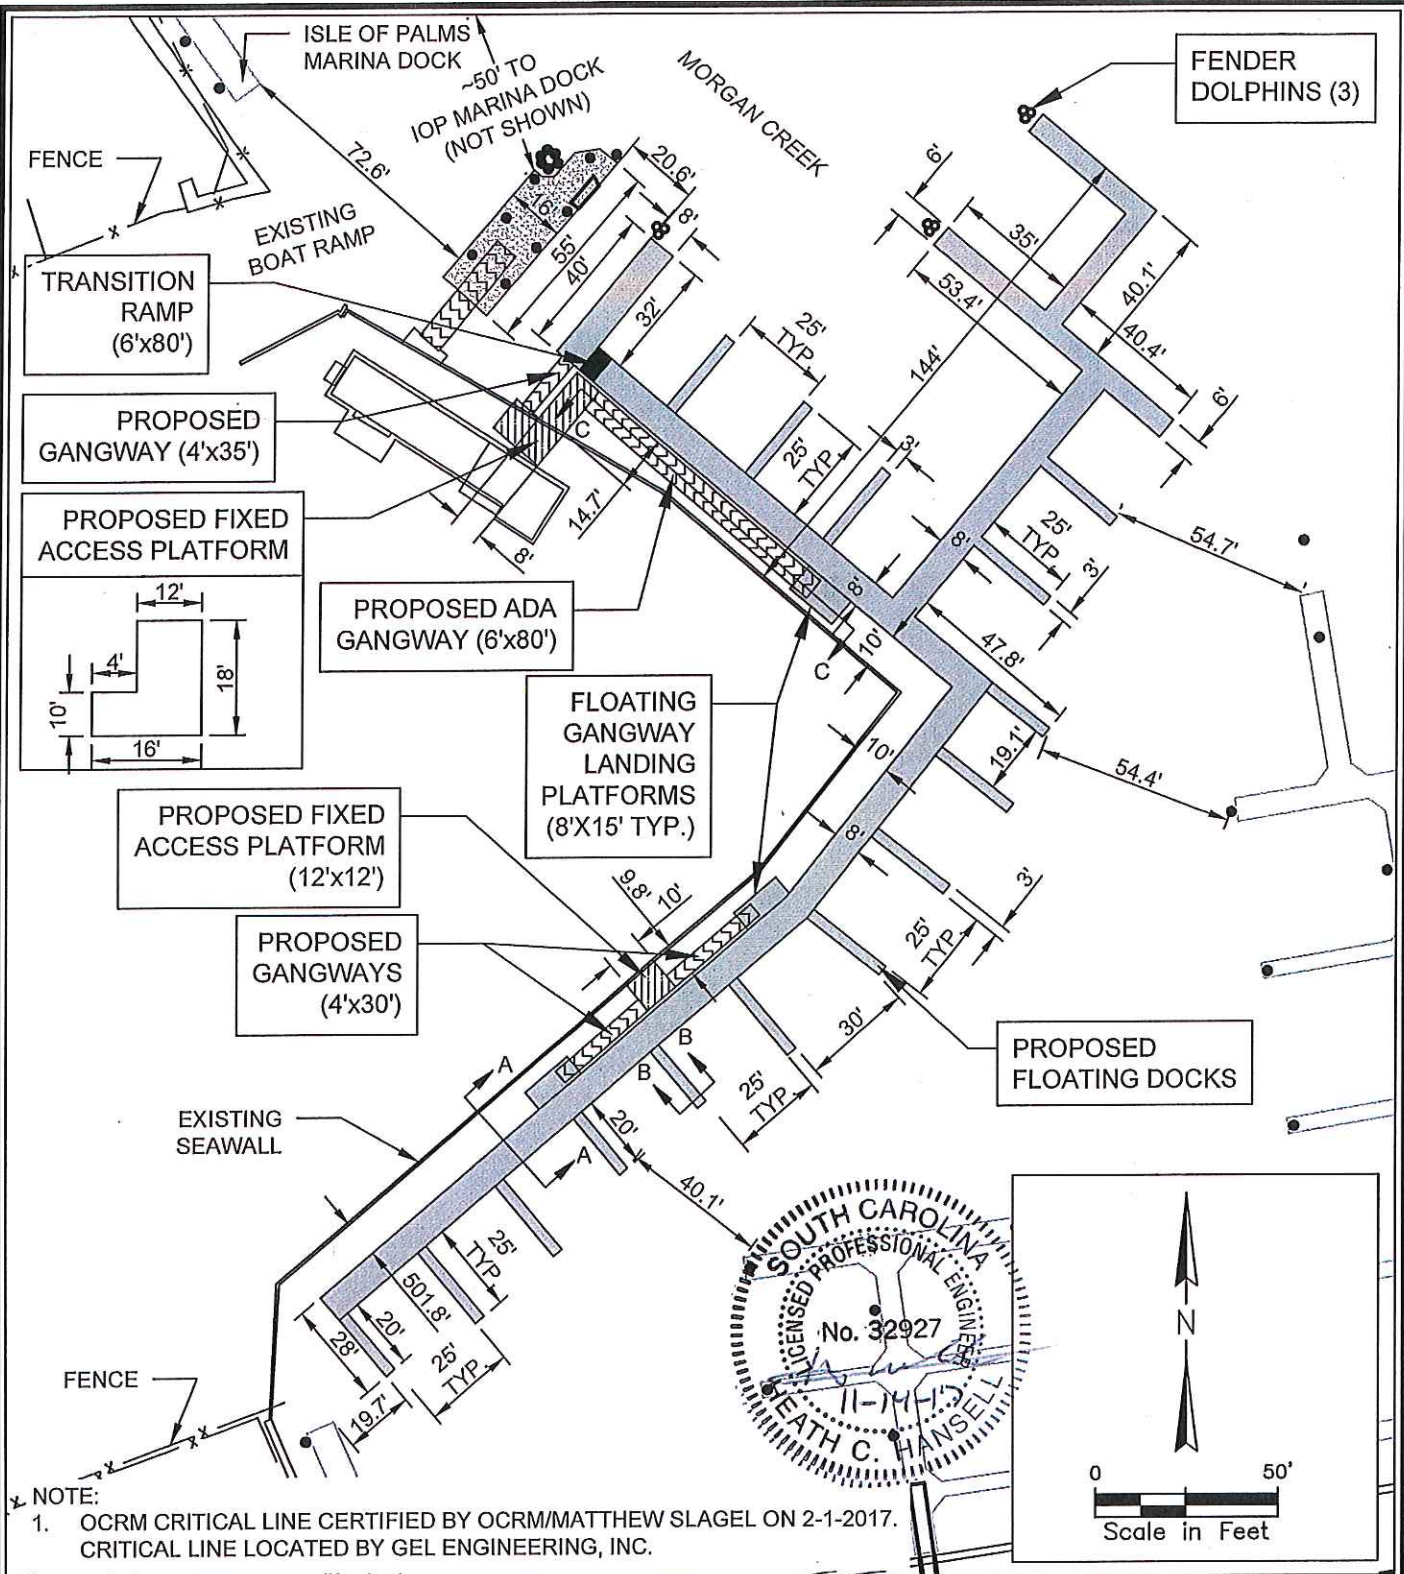 ISLE OF PALMS
MARINA DOCK
~50' TO
IOP MARINA DOCK
(NOT SHOWN)
MORGAN CREEK
FENDER
DOLPHINS (3)
FENCE
72.6'
20.6'
8'
16'
55'
40'
32'
EXISTING
BOAT RAMP
6'
35'
53.4'
40.1'
40.4'
6'
144'
TRANSITION
RAMP
(6'x80')
25'
TYP.
25'
TYP.
3'
PROPOSED
GANGWAY (4'x35')
C
14.7'
8'
PROPOSED FIXED
ACCESS PLATFORM
12'
4'
18'
10'
16'
PROPOSED ADA
GANGWAY (6'x80')
8'
10'
C
8'
25'
TYP.
3'
54.7'
47.8'
19.1'
54.4'
FLOATING
GANGWAY
LANDING
PLATFORMS
(8'X15' TYP.)
10'
8'
PROPOSED FIXED
ACCESS PLATFORM
(12'x12')
9.8'
10'
3'
25'
TYP.
30'
PROPOSED
GANGWAYS
(4'x30')
PROPOSED
FLOATING DOCKS
A
B
B
25'
TYP.
EXISTING
SEAWALL
20'
A
40.1'
25'
TYP.
501.8'
28'
20'
25'
TYP.
19.7'
FENCE
SOUTH CAROLINA
LICENSED PROFESSIONAL ENGINEER
No. 32927
11-14-17
HEATH C. HANSELL
N
0 50'
Scale in Feet
NOTE:
1. OCRM CRITICAL LINE CERTIFIED BY OCRM/MATTHEW SLAGEL ON 2-1-2017.
CRITICAL LINE LOCATED BY GEL ENGINEERING, INC.